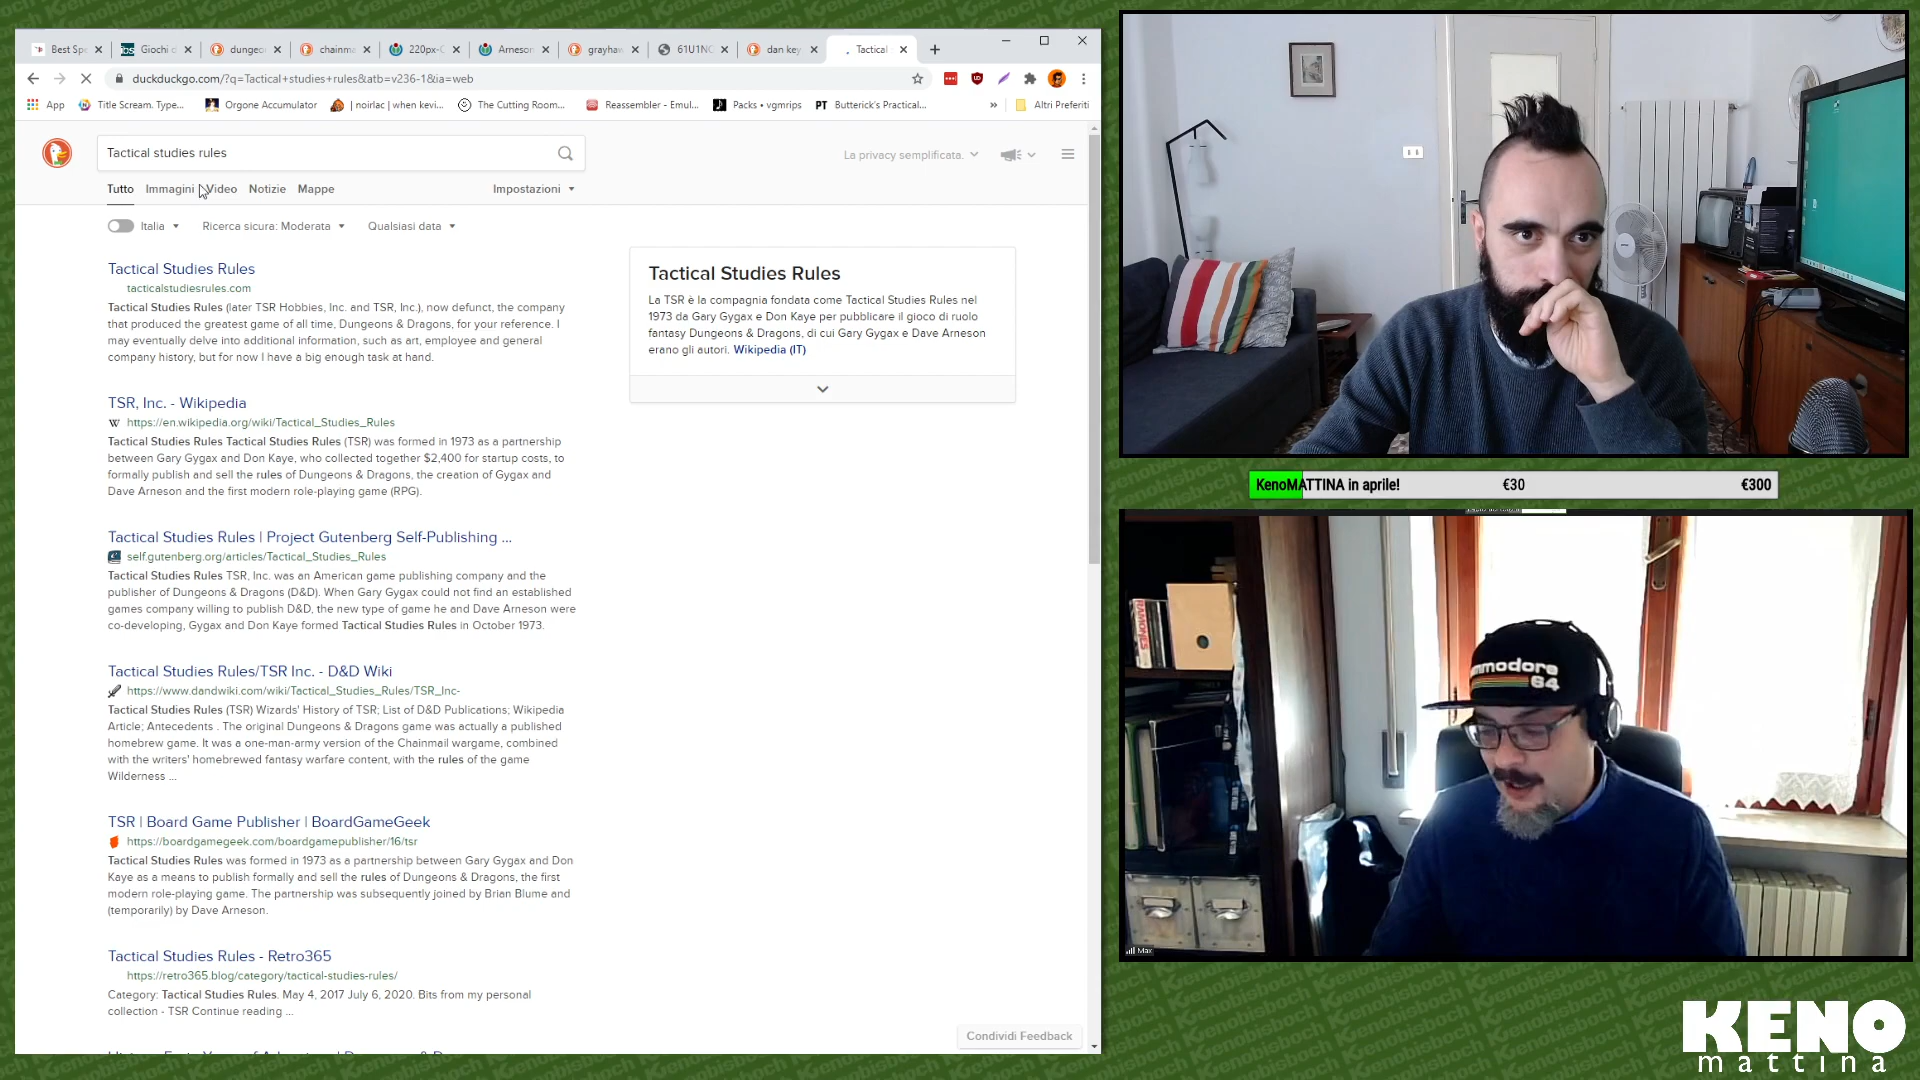 Best Sp
Giochi d
dungeo
chainma
220px-C
Arneson
grayhaw
61U1NC
dan key
Tactical
duckduckgo.com/?q=Tactical+studies+rules&atb=v236-1&ia=web
App
Title Scream. Type...
Orgone Accumulator
| noirlac | when kevi...
The Cutting Room...
Reassembler - Emul...
Packs • vgmrips
PT Butterick's Practical...
»
Altri Preferiti
Tactical studies rules
La privacy semplificata.
Tutto Immagini Video Notizie Mappe Impostazioni
Italia Ricerca sicura: Moderata Qualsiasi data
Tactical Studies Rules
tacticalstudiesrules.com
Tactical Studies Rules (later TSR Hobbies, Inc. and TSR, Inc.), now defunct, the company
that produced the greatest game of all time, Dungeons & Dragons, for your reference. I
may eventually delve into additional information, such as art, employee and general
company history, but for now I have a big enough task at hand.
TSR, Inc. - Wikipedia
W https://en.wikipedia.org/wiki/Tactical_Studies_Rules
Tactical Studies Rules Tactical Studies Rules (TSR) was formed in 1973 as a partnership
between Gary Gygax and Don Kaye, who collected together $2,400 for startup costs, to
formally publish and sell the rules of Dungeons & Dragons, the creation of Gygax and
Dave Arneson and the first modern role-playing game (RPG).
Tactical Studies Rules | Project Gutenberg Self-Publishing ...
self.gutenberg.org/articles/Tactical_Studies_Rules
Tactical Studies Rules TSR, Inc. was an American game publishing company and the
publisher of Dungeons & Dragons (D&D). When Gary Gygax could not find an established
games company willing to publish D&D, the new type of game he and Dave Arneson were
co-developing, Gygax and Don Kaye formed Tactical Studies Rules in October 1973.
Tactical Studies Rules/TSR Inc. - D&D Wiki
https://www.dandwiki.com/wiki/Tactical_Studies_Rules/TSR_Inc-
Tactical Studies Rules (TSR) Wizards' History of TSR; List of D&D Publications; Wikipedia
Article; Antecedents . The original Dungeons & Dragons game was actually a published
homebrew game. It was a one-man-army version of the Chainmail wargame, combined
with the writers' homebrewed fantasy warfare content, with the rules of the game
Wilderness ...
TSR | Board Game Publisher | BoardGameGeek
https://boardgamegeek.com/boardgamepublisher/16/tsr
Tactical Studies Rules was formed in 1973 as a partnership between Gary Gygax and Don
Kaye as a means to publish formally and sell the rules of Dungeons & Dragons, the first
modern role-playing game. The partnership was subsequently joined by Brian Blume and
(temporarily) by Dave Arneson.
Tactical Studies Rules - Retro365
https://retro365.blog/category/tactical-studies-rules/
Category: Tactical Studies Rules. May 4, 2017 July 6, 2020. Bits from my personal
collection - TSR Continue reading ...
Tactical Studies Rules
La TSR è la compagnia fondata come Tactical Studies Rules nel
1973 da Gary Gygax e Don Kaye per pubblicare il gioco di ruolo
fantasy Dungeons & Dragons, di cui Gary Gygax e Dave Arneson
erano gli autori. Wikipedia (IT)
Condividi Feedback
KenoMATTINA in aprile! €30 €300
RAMONES
mmodore
64
Max
KENO
mattina